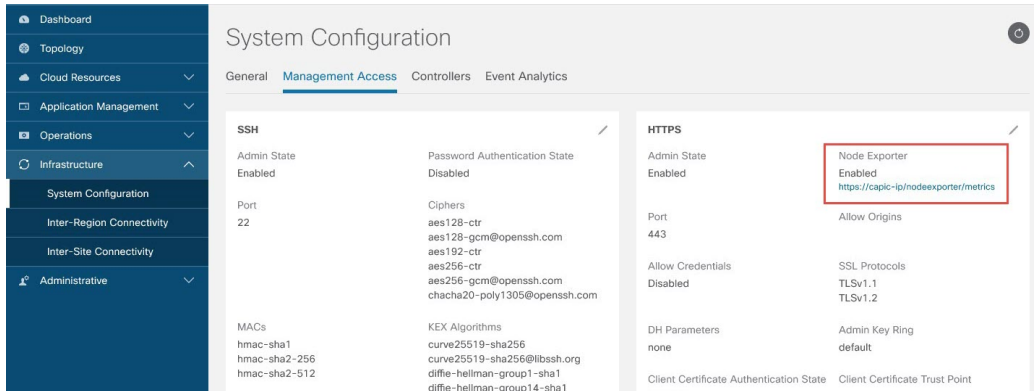 Dashboard
Topology
Cloud Resources
Application Management
Operations
Infrastructure
System Configuration
Inter-Region Connectivity
Inter-Site Connectivity
Administrative
System Configuration
General Management Access Controllers Event Analytics
SSH
Admin State Password Authentication State
Enabled Disabled
Port Ciphers
22 aes128-ctr
aes128-gcm@openssh.com
aes192-ctr
aes256-ctr
aes256-gcm@openssh.com
chacha20-poly1305@openssh.com
MACs KEX Algorithms
hmac-sha1 curve25519-sha256
hmac-sha2-256 curve25519-sha256@libssh.org
hmac-sha2-512 diffie-hellman-group1-sha1
diffie-hellman-group14-sha1
HTTPS
Admin State Node Exporter
Enabled Enabled
https://capic-ip/nodeexporter/metrics
Port Allow Origins
443
Allow Credentials SSL Protocols
Disabled TLSv1.1
TLSv1.2
DH Parameters Admin Key Ring
none default
Client Certificate Authentication State Client Certificate Trust Point